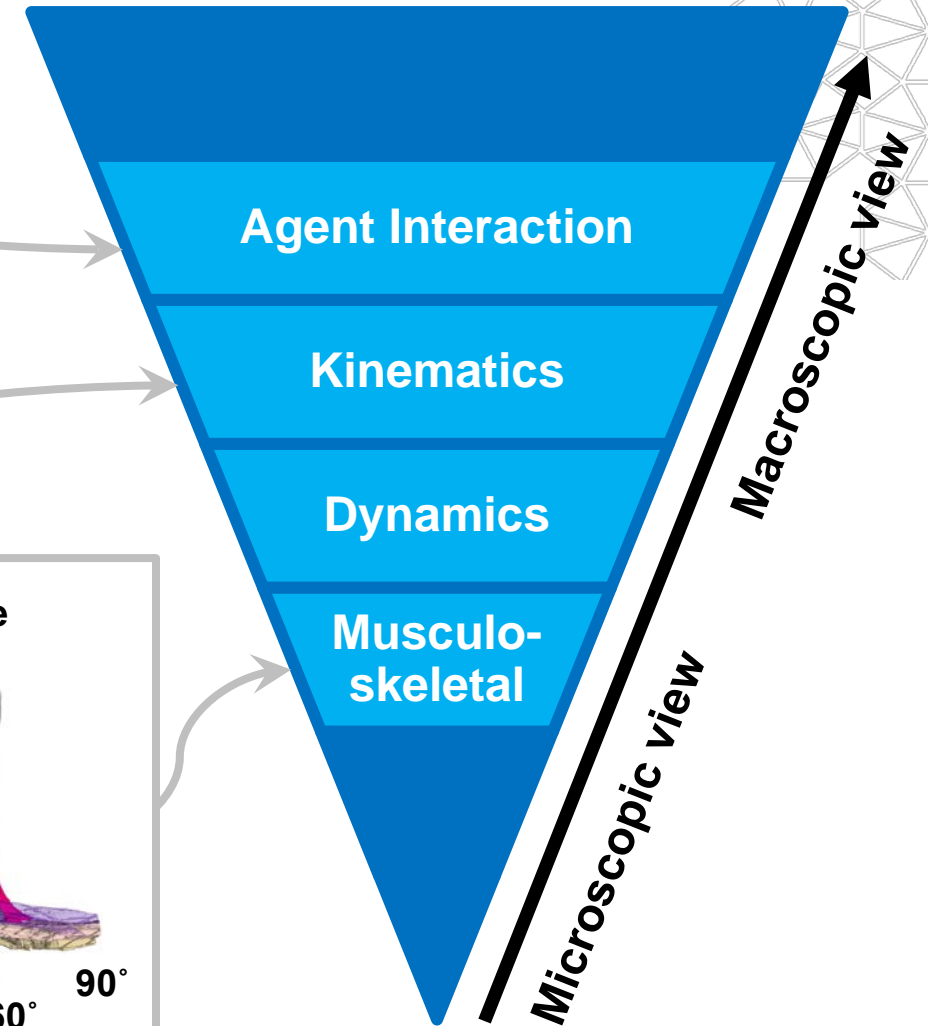 Agent Interaction
Kinematics
Dynamics
Musculo-
skeletal
Macroscopic view
Microscopic view
90˚